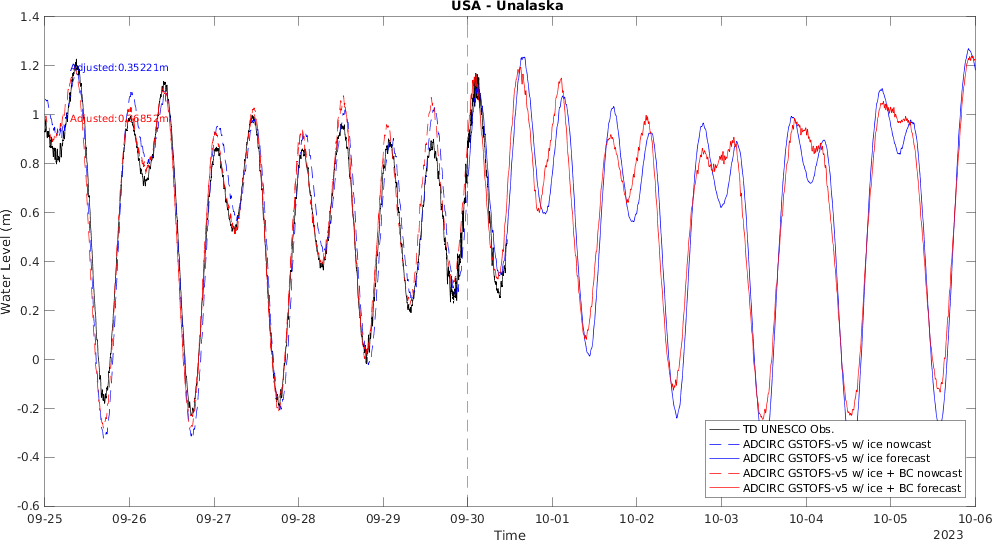 USA - Unalaska
1.4
1.2
1
0.8
0.6
0.4
0.2
0
-0.2
-0.4
-0.6
Water Level (m)
Adjusted:0.35221m
TD UNESCO Obs.
ADCIRC GSTOFS-v5 w/ ice nowcast
ADCIRC GSTOFS-v5 w/ ice forecast
ADCIRC GSTOFS-v5 w/ ice + BC nowcast
ADCIRC GSTOFS-v5 w/ ice + BC forecast
09-25 09-26 09-27 09-28 09-29 09-30 10-01 10-02 10-03 10-04 10-05 10-06
Time
2023